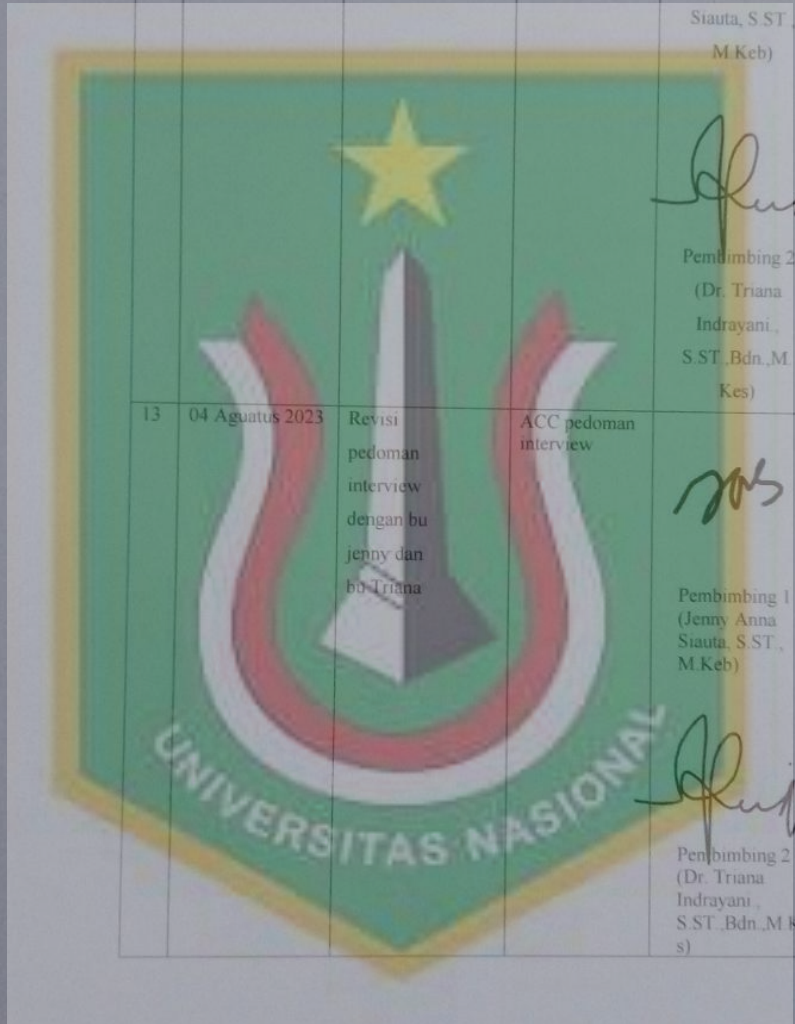 Siauta, S.ST.,
M.Keb)
Pembimbing 2
(Dr. Triana
Indrayani.,
S.ST.,Bdn.,M.
Kes)
13
04 Aguatus 2023
Revisi
pedoman
interview
dengan bu
jenny dan
bu Triana
ACC pedoman
interview
Pembimbing 1
(Jenny Anna
Siauta, S.ST.,
M.Keb)
Pembimbing 2
(Dr. Triana
Indrayani.,
S.ST.,Bdn.,M.K
s)
UNIVERSITAS NASIONAL